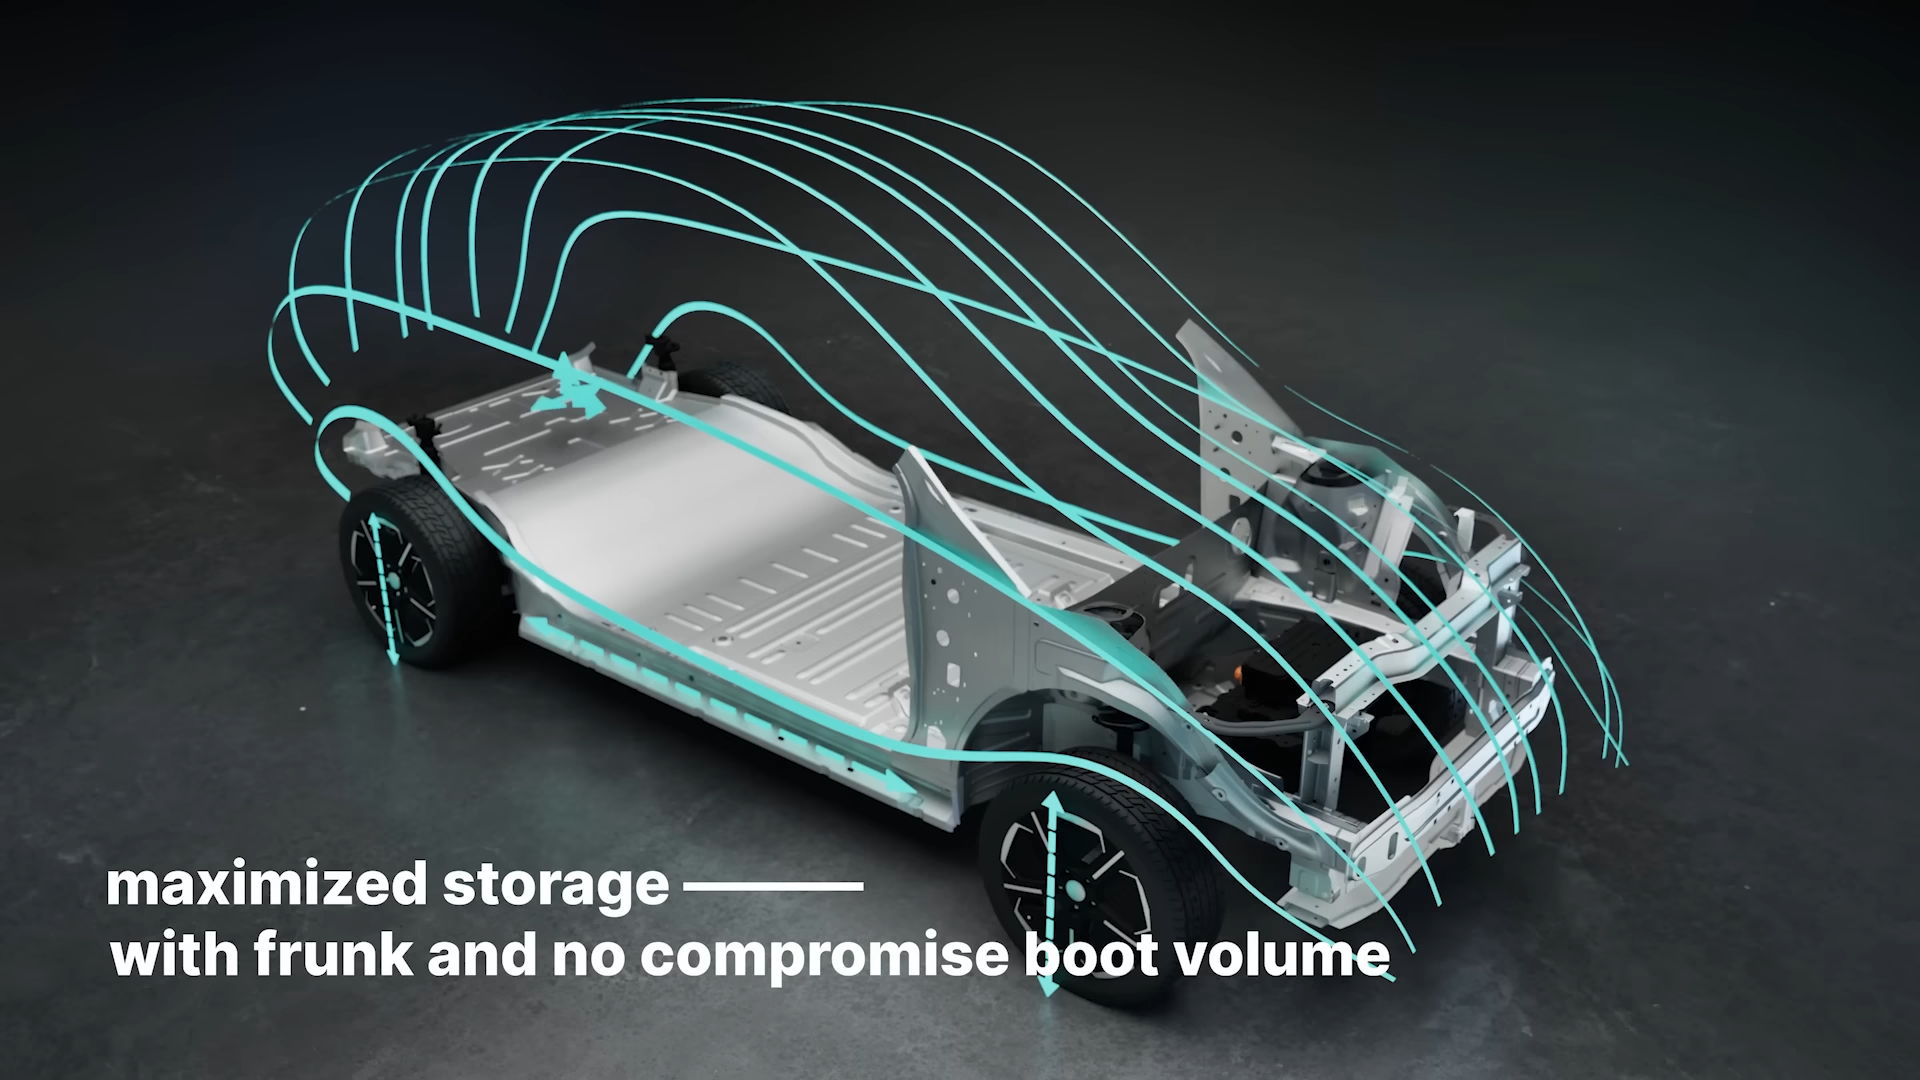 maximized storage
with frunk and no compromise boot volume